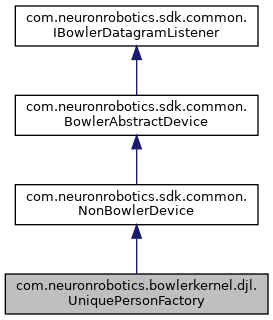 com.neuronrobotics.sdk.common.
IBowlerDatagramListener
com.neuronrobotics.sdk.common.
BowlerAbstractDevice
com.neuronrobotics.sdk.common.
NonBowlerDevice
com.neuronrobotics.bowlerkernel.djl.
UniquePersonFactory